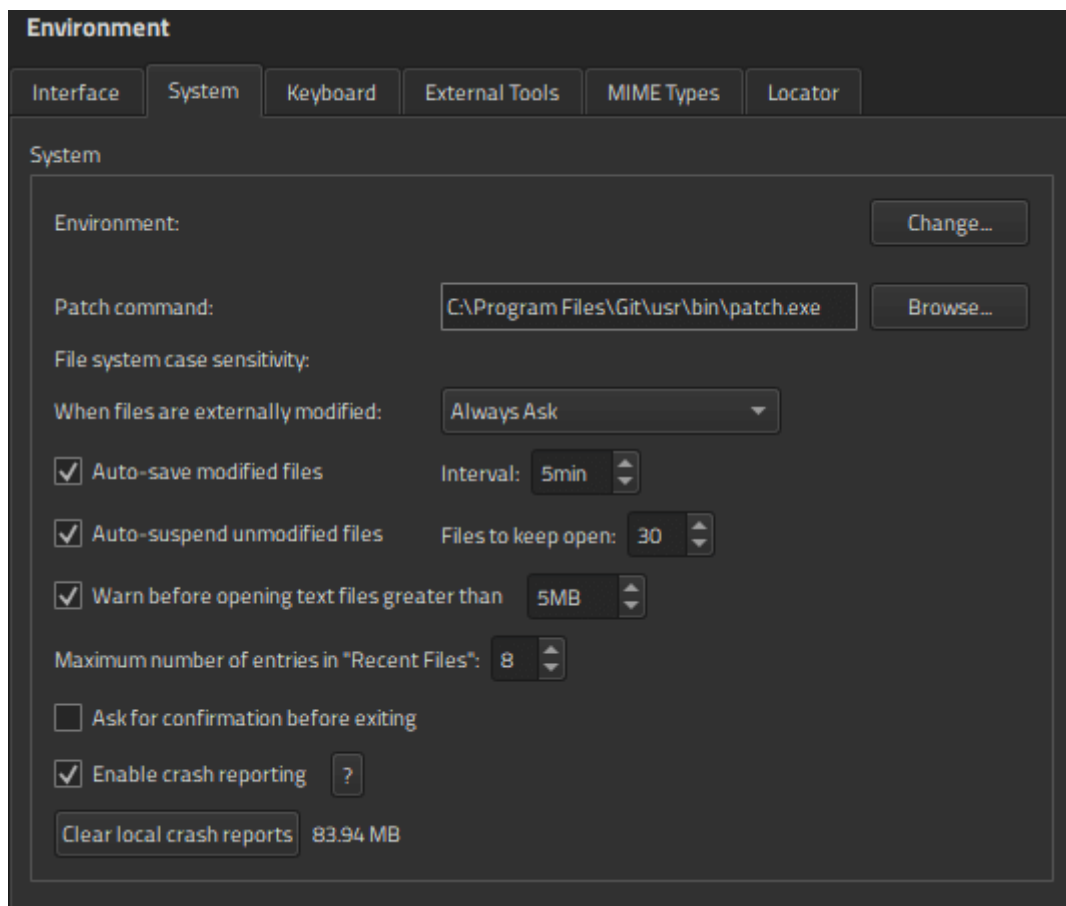 Environment
Interface System Keyboard External Tools MIME Types Locator
System
Environment: Change...
Patch command: C:\Program Files\Git\usr\bin\patch.exe Browse...
File system case sensitivity:
When files are externally modified: Always Ask
Auto-save modified files Interval: 5min
Auto-suspend unmodified files Files to keep open: 30
Warn before opening text files greater than 5MB
Maximum number of entries in "Recent Files": 8
Ask for confirmation before exiting
Enable crash reporting ?
Clear local crash reports 83.94 MB